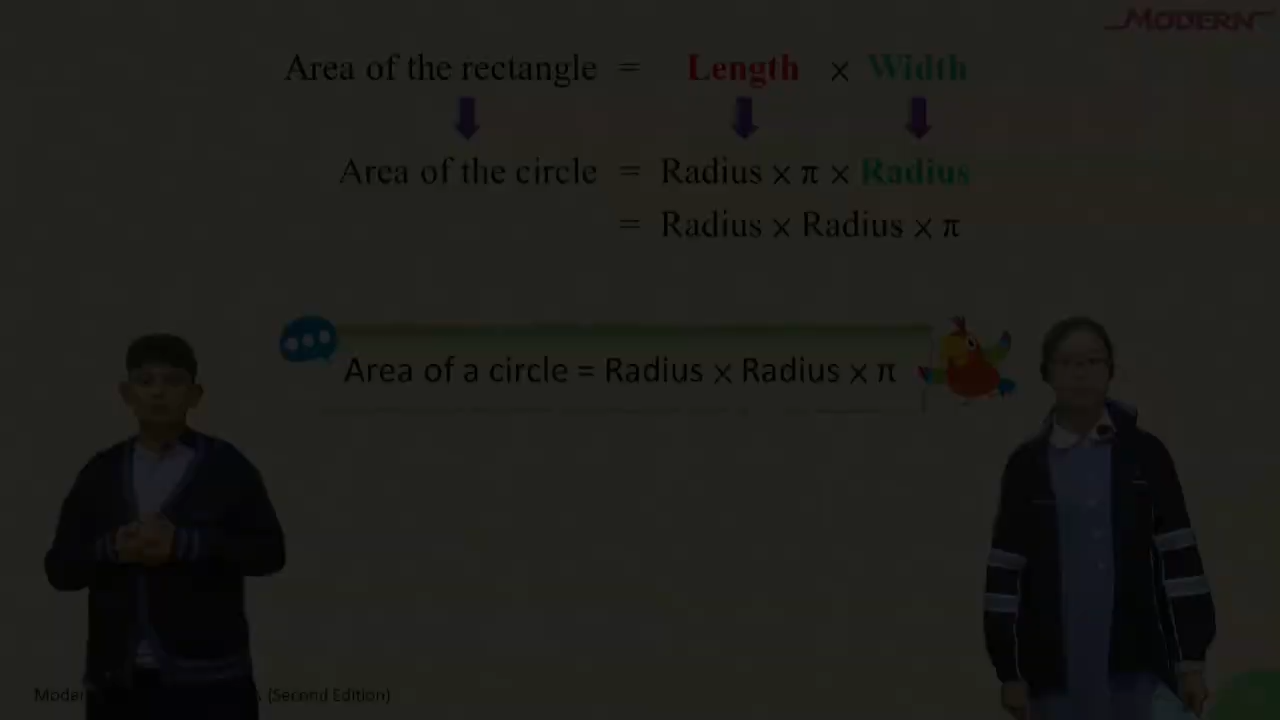 MODERN
Area of the rectangle = Length × Width
Area of the circle = Radius × π × Radius
= Radius × Radius × π
Area of a circle = Radius × Radius × π
(Second Edition)